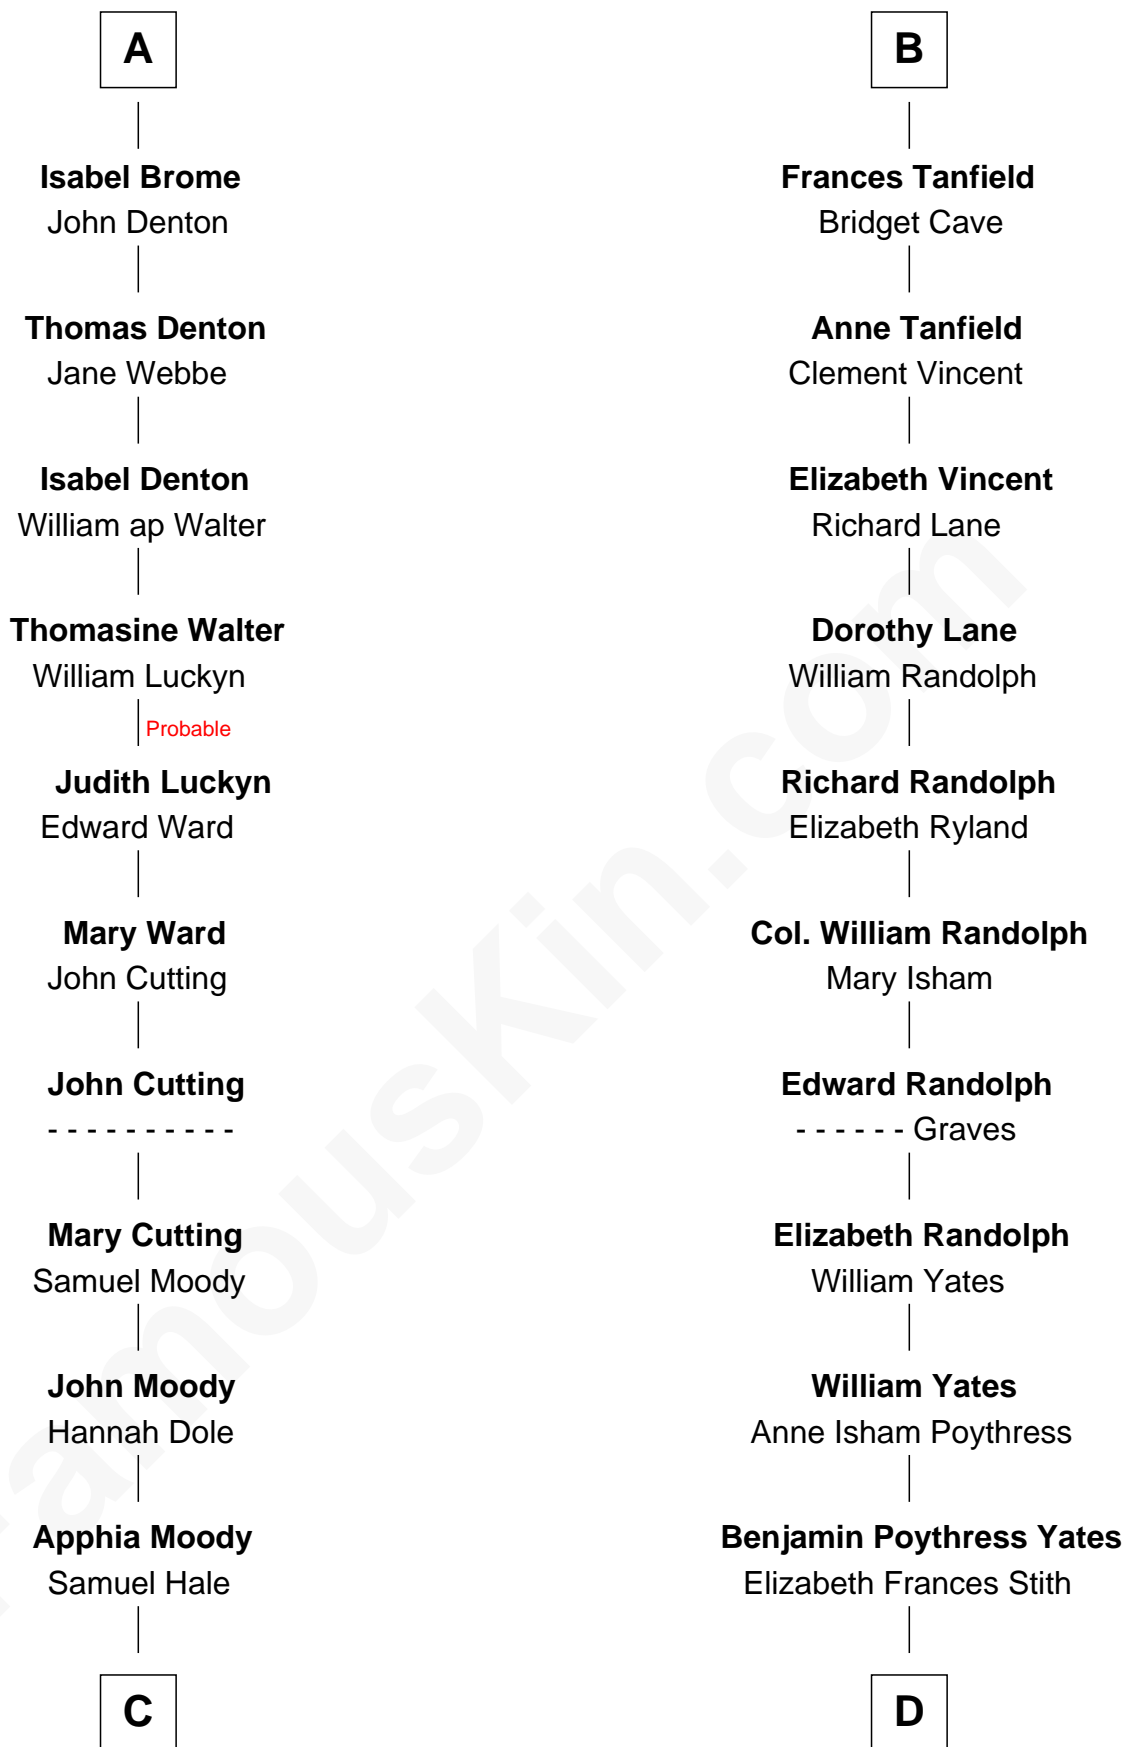 A
Isabel Brome
John Denton
Thomas Denton
Jane Webbe
Isabel Denton
William ap Walter
Thomasine Walter
William Luckyn
Probable
Judith Luckyn
Edward Ward
Mary Ward
John Cutting
John Cutting
- - - - - - - - - -
Mary Cutting
Samuel Moody
John Moody
Hannah Dole
Apphia Moody
Samuel Hale
C
B
Frances Tanfield
Bridget Cave
Anne Tanfield
Clement Vincent
Elizabeth Vincent
Richard Lane
Dorothy Lane
William Randolph
Richard Randolph
Elizabeth Ryland
Col. William Randolph
Mary Isham
Edward Randolph
- - - - - - Graves
Elizabeth Randolph
William Yates
William Yates
Anne Isham Poythress
Benjamin Poythress Yates
Elizabeth Frances Stith
D
FamousKin.com